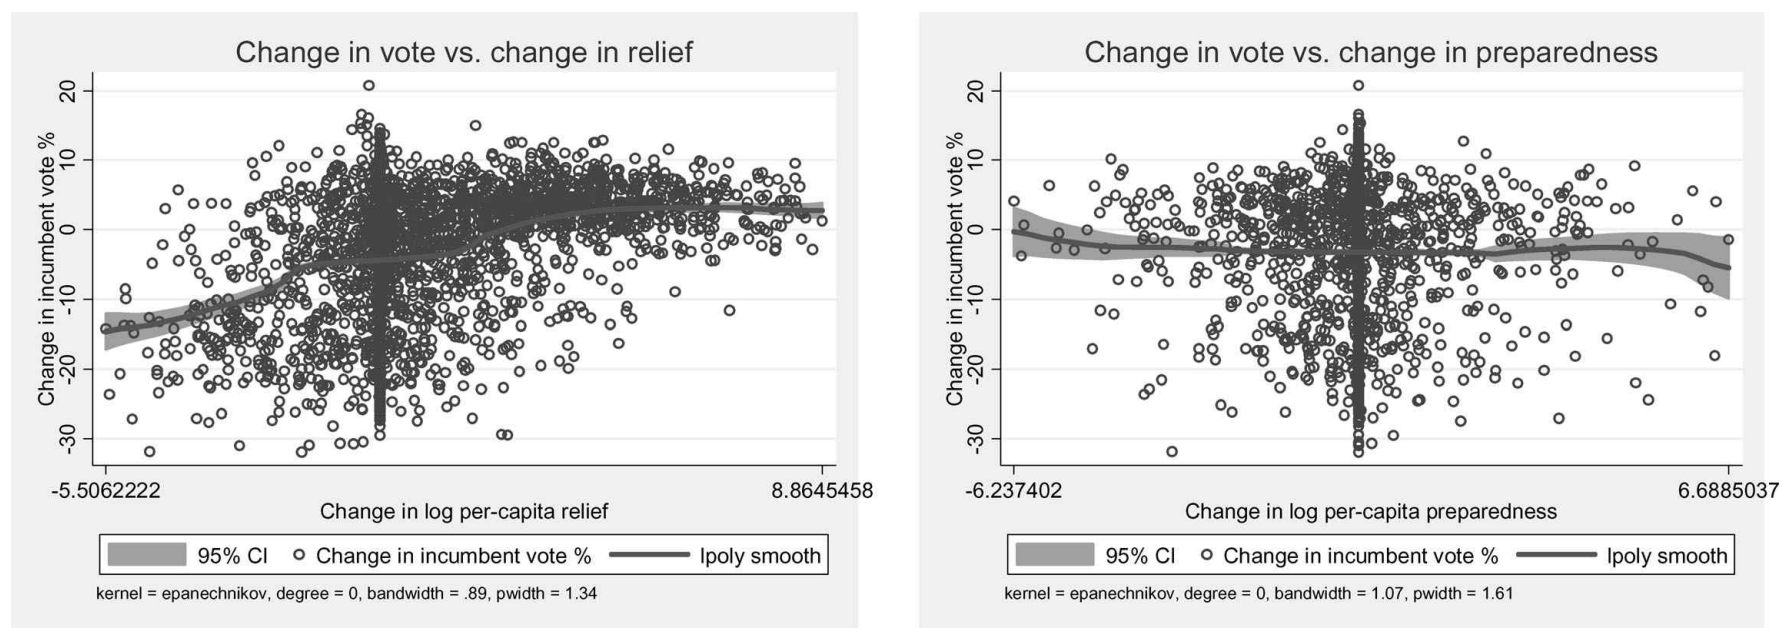 Change in vote vs. change in relief
Change in incumbent vote %
20
10
0
-10
-20
-30
-5.5062222
8.8645458
Change in log per-capita relief
95% CI
Change in incumbent vote %
lpoly smooth
kernel = epanechnikov, degree = 0, bandwidth = .89, pwidth = 1.34
Change in vote vs. change in preparedness
Change in incumbent vote %
20
10
0
-10
-20
-30
-6.237402
6.6885037
Change in log per-capita preparedness
95% CI
Change in incumbent vote %
lpoly smooth
kernel = epanechnikov, degree = 0, bandwidth = 1.07, pwidth = 1.61